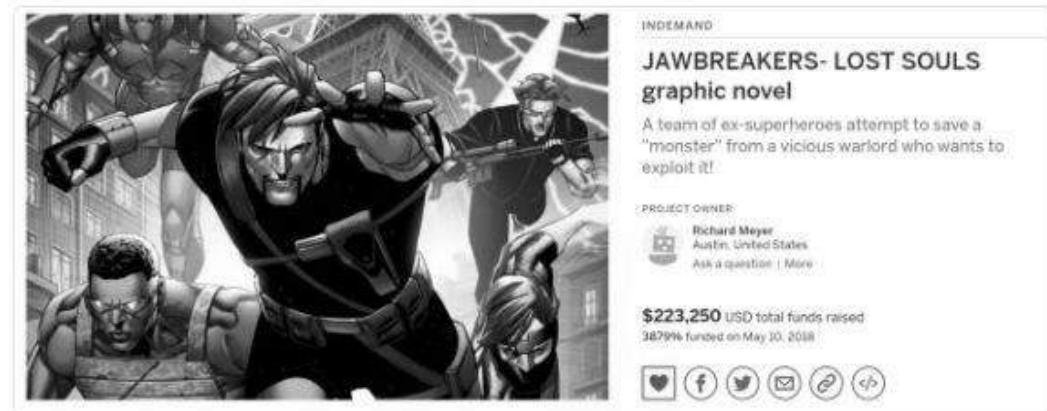 INDEMAND
JAWBREAKERS- LOST SOULS
graphic novel
A team of ex-superheroes attempt to save a
"monster" from a vicious warlord who wants to
exploit it!
PROJECT OWNER
Richard Meyer
Austin, United States
Ask a question | More
$223,250 USD total funds raised
3879% funded on May 10, 2018